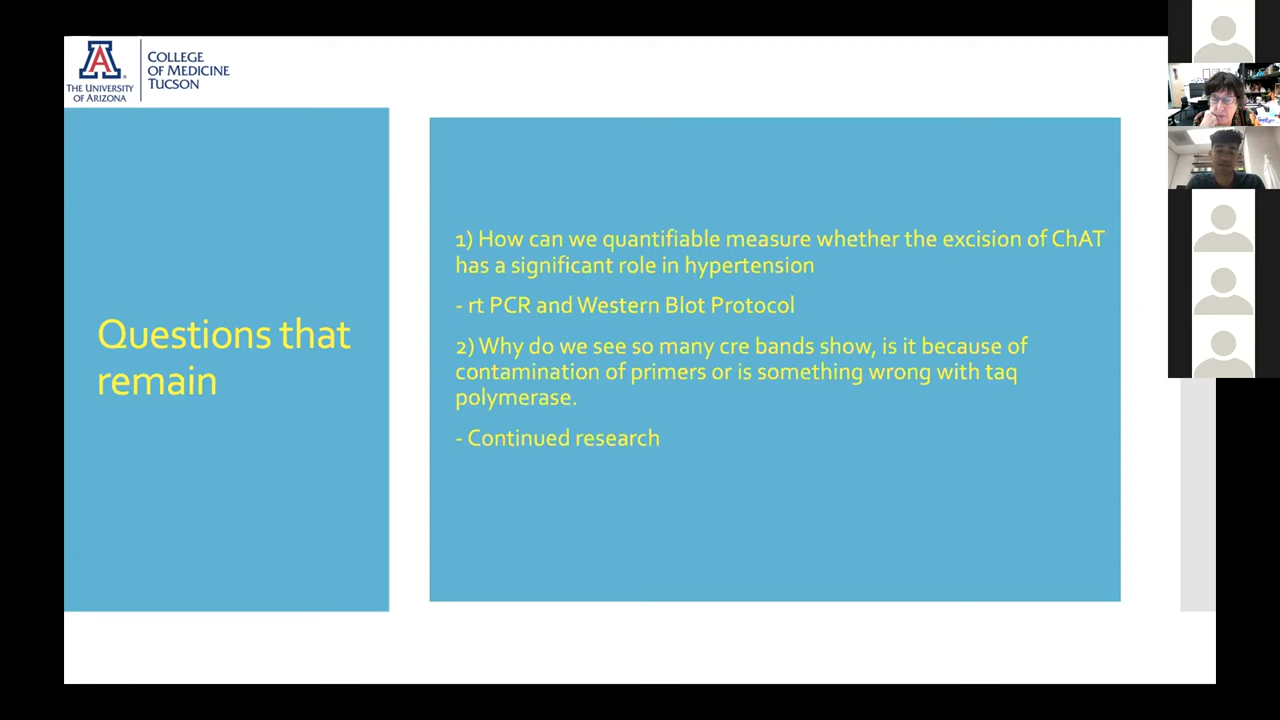 THE UNIVERSITY
OF ARIZONA
COLLEGE
OF MEDICINE
TUCSON
Questions that
remain
1) How can we quantifiable measure whether the excision of ChAT
has a significant role in hypertension
- rt PCR and Western Blot Protocol
2) Why do we see so many cre bands show, is it because of
contamination of primers or is something wrong with taq
polymerase.
- Continued research